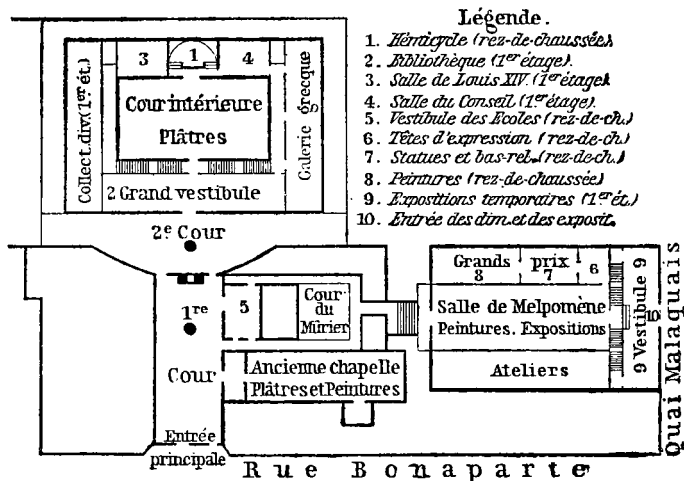 Légende.
1. Hémicycle (rez-de-chaussée)
2. Bibliothèque (1er étage).
3. Salle de Louis XIV. (1er étage)
4. Salle du Conseil (1er étage)
5. Vestibule des Ecoles (rez-de-ch.)
6. Têtes d'expression (rez-de-ch)
7. Statues et bas-rel. (rez-de-ch.)
8. Peintures (rez-de-chaussée)
9. Expositions temporaires (1er ét.)
10. Entrée des dim. et des exposit.
3
1
4
Collect. div. (1er ét.)
Cour intérieure
Plâtres
Galerie grecque
2 Grand vestibule
2e Cour
1re
Cour
5
Cour
du
Mûrier
Ancienne chapelle
Plâtres et Peintures
Grands
8
prix
7
6
Salle de Melpomène
Peintures. Expositions
Ateliers
9 Vestibule 9
10
Quai Malaquais
Entrée
principale
Rue Bonaparte